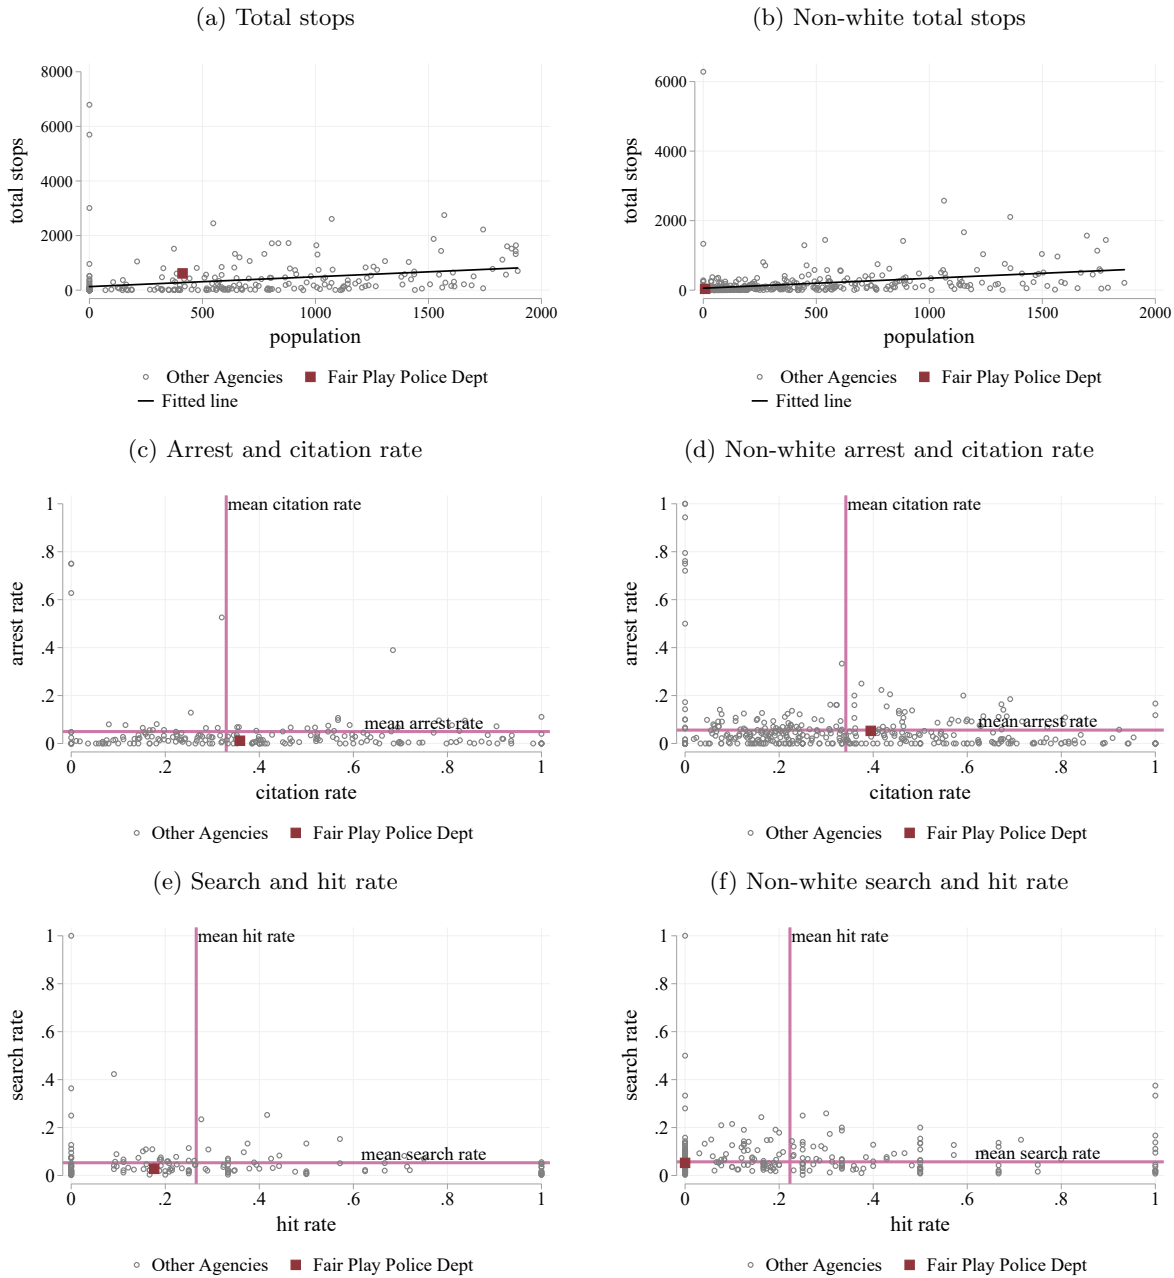 (a) Total stops
(b) Non-white total stops
8000
6000
4000
2000
0
total stops
0 500 1000 1500 2000
population
Other Agencies Fair Play Police Dept
Fitted line
6000
4000
2000
0
total stops
0 500 1000 1500 2000
population
Other Agencies Fair Play Police Dept
Fitted line
(c) Arrest and citation rate
(d) Non-white arrest and citation rate
1
.8
.6
.4
.2
0
arrest rate
mean citation rate
mean arrest rate
0 .2 .4 .6 .8 1
citation rate
Other Agencies Fair Play Police Dept
1
.8
.6
.4
.2
0
arrest rate
mean citation rate
mean arrest rate
0 .2 .4 .6 .8 1
citation rate
Other Agencies Fair Play Police Dept
(e) Search and hit rate
(f) Non-white search and hit rate
1
.8
.6
.4
.2
0
search rate
mean hit rate
mean search rate
0 .2 .4 .6 .8 1
hit rate
Other Agencies Fair Play Police Dept
1
.8
.6
.4
.2
0
search rate
mean hit rate
mean search rate
0 .2 .4 .6 .8 1
hit rate
Other Agencies Fair Play Police Dept